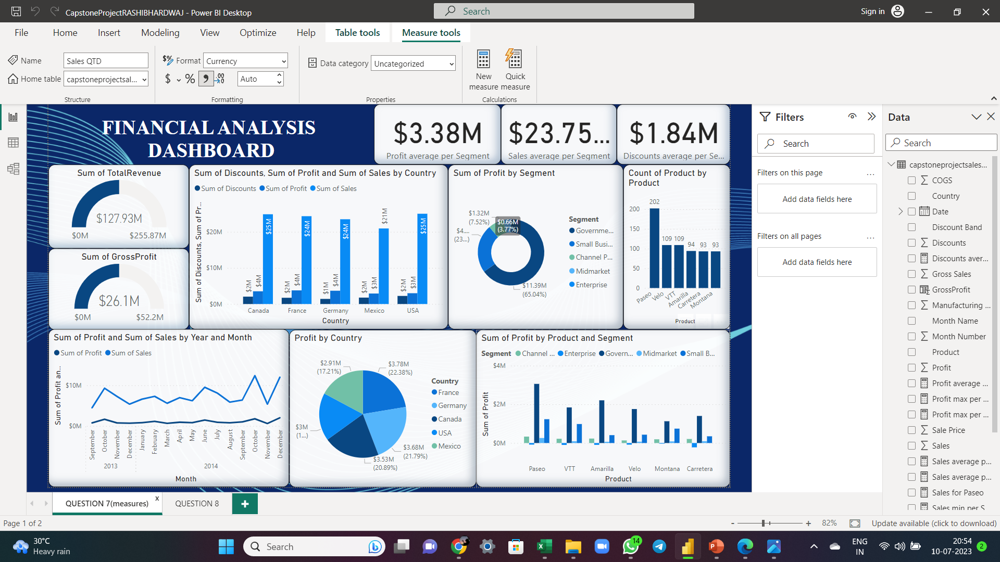 CapstoneProjectRASHIBHARDWAJ - Power BI Desktop
Search
Sign in
File
Home
Insert
Modeling
View
Optimize
Help
Table tools
Measure tools
Name
Sales QTD
Home table
capstoneprojectsal...
Structure
Format
Currency
$
%
Auto
Formatting
Data category
Uncategorized
Properties
New measure
Quick measure
Calculations
FINANCIAL ANALYSIS
DASHBOARD
$3.38M
Profit average per Segment
$23.75...
Sales average per Segment
$1.84M
Discounts average per Se...
Sum of TotalRevenue
$127.93M
$0M
$255.87M
Sum of GrossProfit
$26.1M
$0M
$52.2M
Sum of Discounts, Sum of Profit and Sum of Sales by Country
Sum of Discounts
Sum of Profit
Sum of Sales
Sum of Discounts, Sum of Pr...
$20M
$10M
$0M
$2M
$4M
$25M
$2M
$4M
$24M
$1M
$4M
$24M
$2M
$3M
$21M
$2M
$3M
$25M
Canada
France
Germany
Mexico
USA
Country
Sum of Profit by Segment
$1.32M
(7.52%)
$0.66M
(3.77%)
$4....
(23...)
$11.39M
(65.04%)
Segment
Governme...
Small Busi...
Channel P...
Midmarket
Enterprise
Count of Product by
Product
200
150
100
50
0
202
109
109
94
93
93
Paseo
Velo
VTT
Amarilla
Carretera
Montana
Product
Sum of Profit and Sum of Sales by Year and Month
Sum of Profit
Sum of Sales
Sum of Profit an...
$10M
$0M
September
October
November
December
January
February
March
April
May
June
July
August
September
October
November
December
2013
2014
Month
Profit by Country
$2.91M
(17.21%)
$3.78M
(22.38%)
$3M
(1...)
$3.68M
(21.79%)
$3.53M
(20.89%)
Country
France
Germany
Canada
USA
Mexico
Sum of Profit by Product and Segment
Segment
Channel ...
Enterprise
Govern...
Midmarket
Small B...
Sum of Profit
$4M
$2M
$0M
Paseo
VTT
Amarilla
Velo
Montana
Carretera
Product
Filters
Search
Filters on this page
...
Add data fields here
Filters on all pages
...
Add data fields here
Data
Search
capstoneprojectsales...
COGS
Country
Date
Discount Band
Discounts
Discounts aver...
Gross Sales
GrossProfit
Manufacturing ...
Month Name
Month Number
Product
Profit
Profit average ...
Profit max per ...
Profit max per ...
Sale Price
Sales
Sales average p...
Sales average p...
Sales for Paseo
Sales min per S
QUESTION 7(measures)
x
QUESTION 8
+
Page 1 of 2
- +
82%
Update available (click to download)
30°C
Heavy rain
Search
14
ENG
IN
20:54
10-07-2023
2